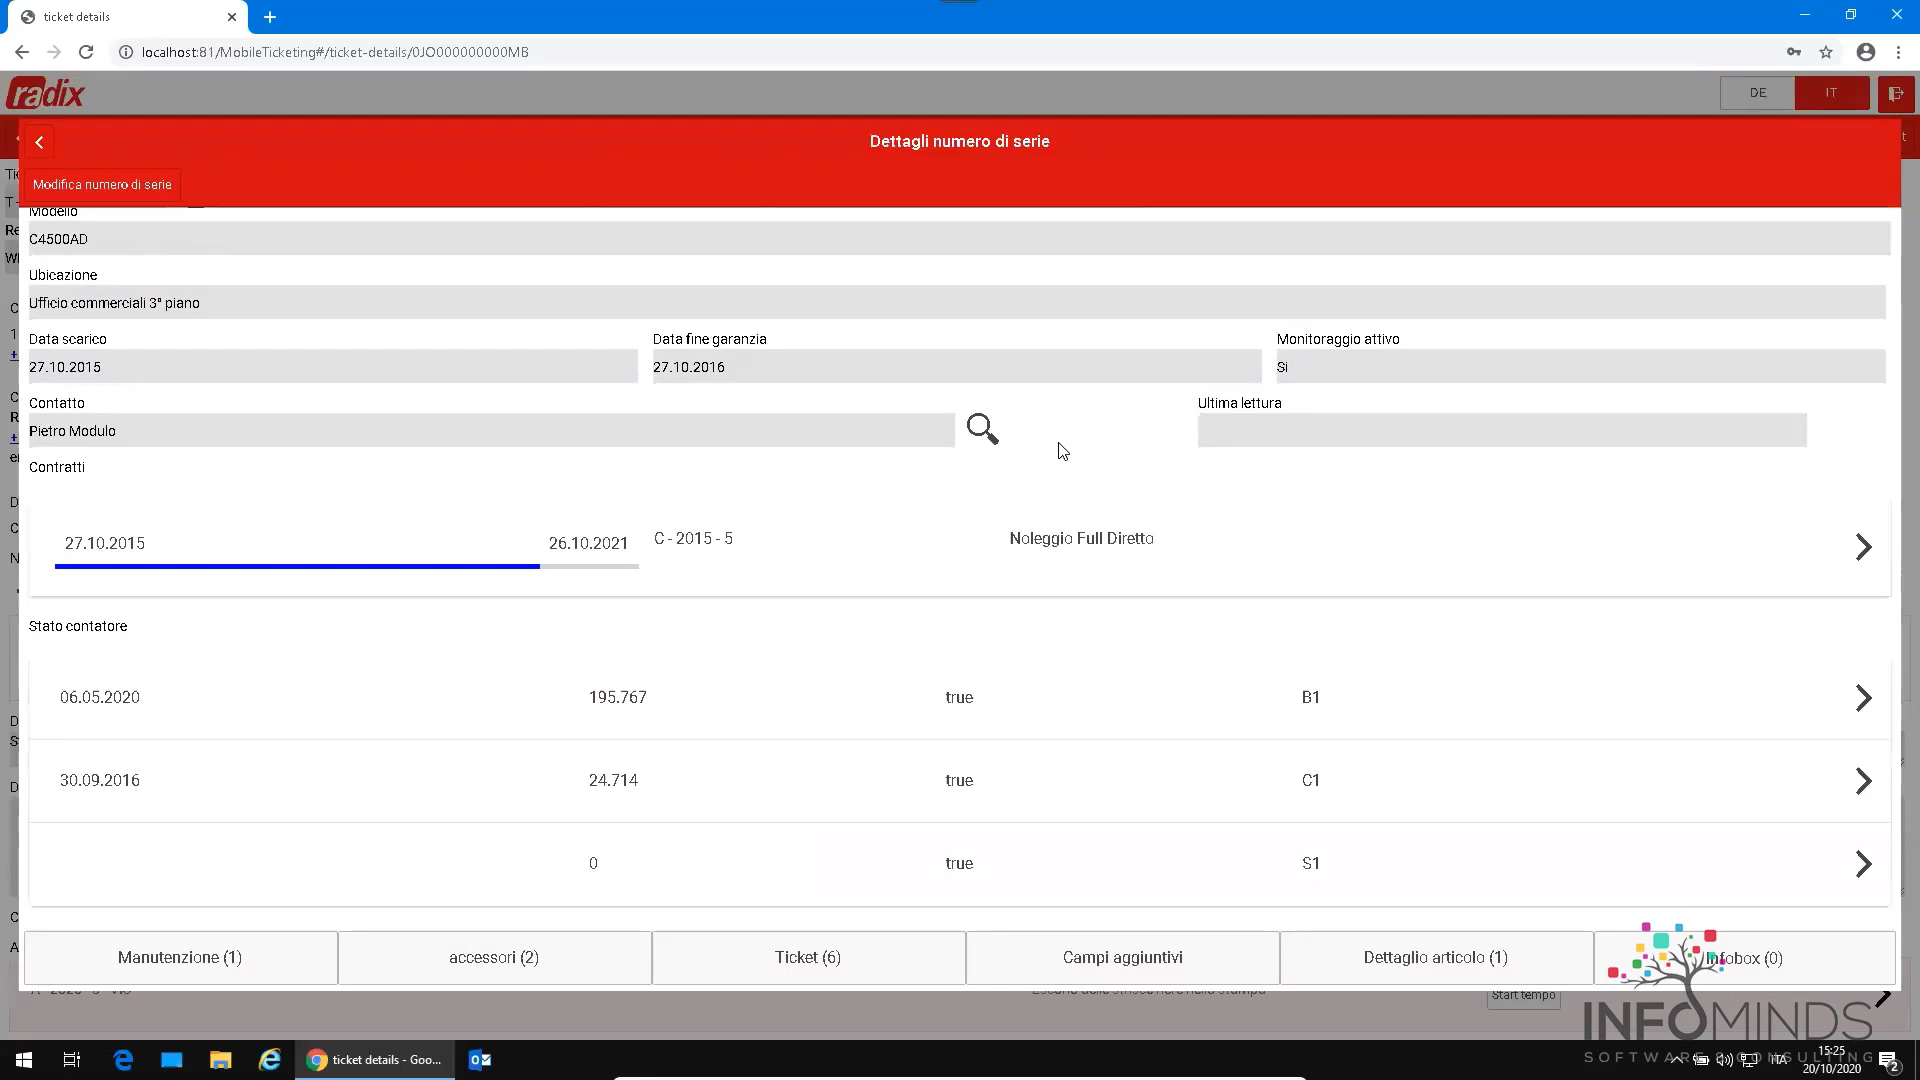 ticket details
localhost:81/MobileTicketing#/ticket-details/0JO000000000MB
radix
DE
IT
Dettagli numero di serie
Modifica numero di serie
Modello
C4500AD
Ubicazione
Ufficio commerciali 3° piano
Data scarico
Data fine garanzia
Monitoraggio attivo
27.10.2015
27.10.2016
Si
Contatto
Ultima lettura
Pietro Modulo
Contratti
27.10.2015
26.10.2021
C - 2015 - 5
Noleggio Full Diretto
Stato contatore
06.05.2020
195.767
true
B1
30.09.2016
24.714
true
C1
0
true
S1
Manutenzione (1)
accessori (2)
Ticket (6)
Campi aggiuntivi
Dettaglio articolo (1)
Infobox (0)
Start tempo
INFOMINDS
SOFTWARE & CONSULTING
ticket details - Goo...
ITA
15:25
20/10/2020
2